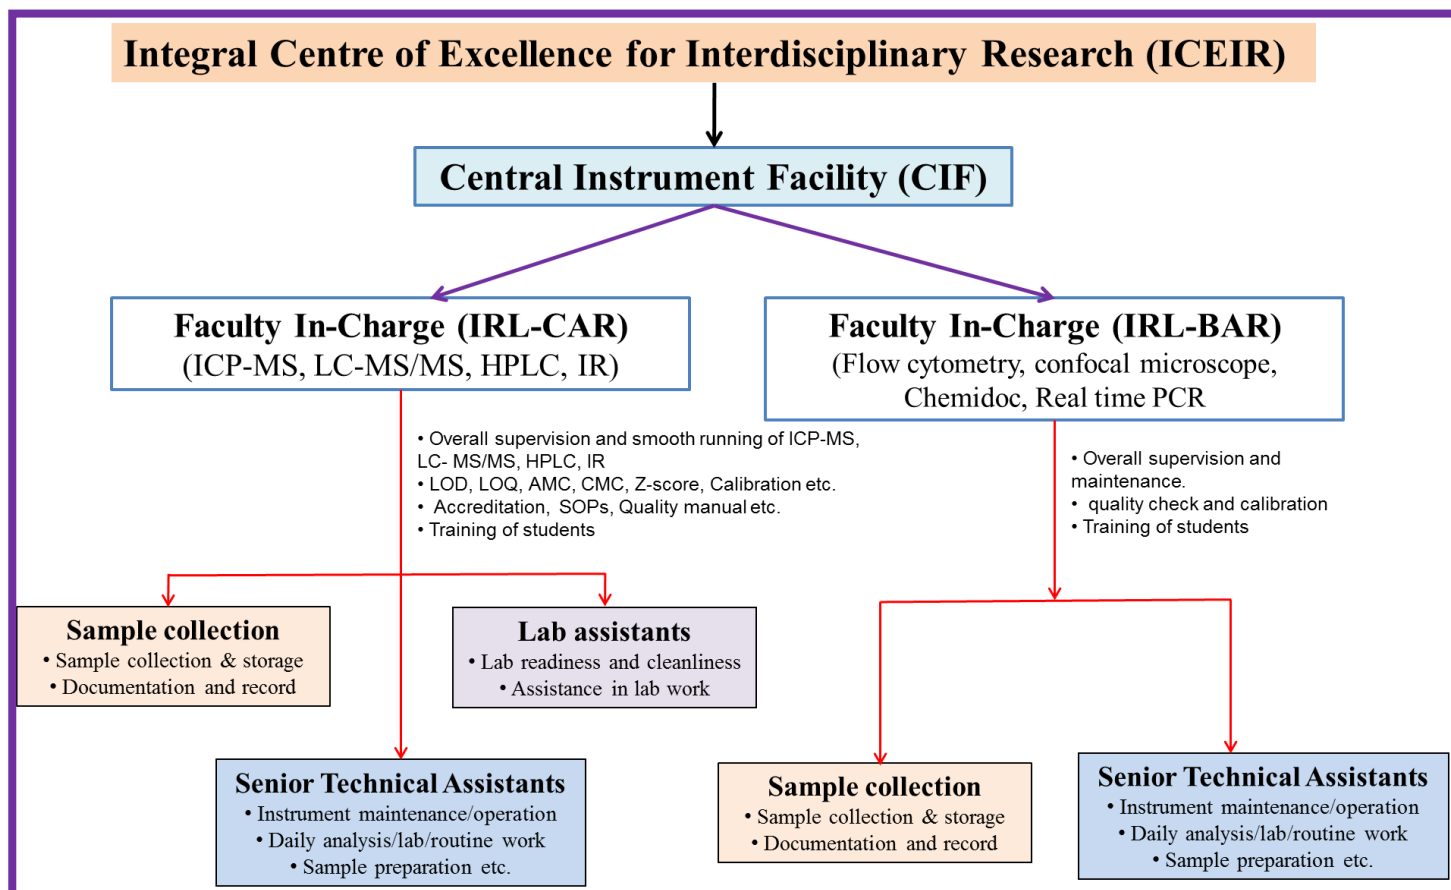 Integral Centre of Excellence for Interdisciplinary Research (ICEIR)
Central Instrument Facility (CIF)
Faculty In-Charge (IRL-CAR)
(ICP-MS, LC-MS/MS, HPLC, IR)
Faculty In-Charge (IRL-BAR)
(Flow cytometry, confocal microscope,
Chemidoc, Real time PCR
• Overall supervision and smooth running of ICP-MS,
LC- MS/MS, HPLC, IR
• LOD, LOQ, AMC, CMC, Z-score, Calibration etc.
• Accreditation, SOPs, Quality manual etc.
• Training of students
• Overall supervision and
maintenance.
• quality check and calibration
• Training of students
Sample collection
• Sample collection & storage
• Documentation and record
Lab assistants
• Lab readiness and cleanliness
• Assistance in lab work
Senior Technical Assistants
• Instrument maintenance/operation
• Daily analysis/lab/routine work
• Sample preparation etc.
Sample collection
• Sample collection & storage
• Documentation and record
Senior Technical Assistants
• Instrument maintenance/operation
• Daily analysis/lab/routine work
• Sample preparation etc.